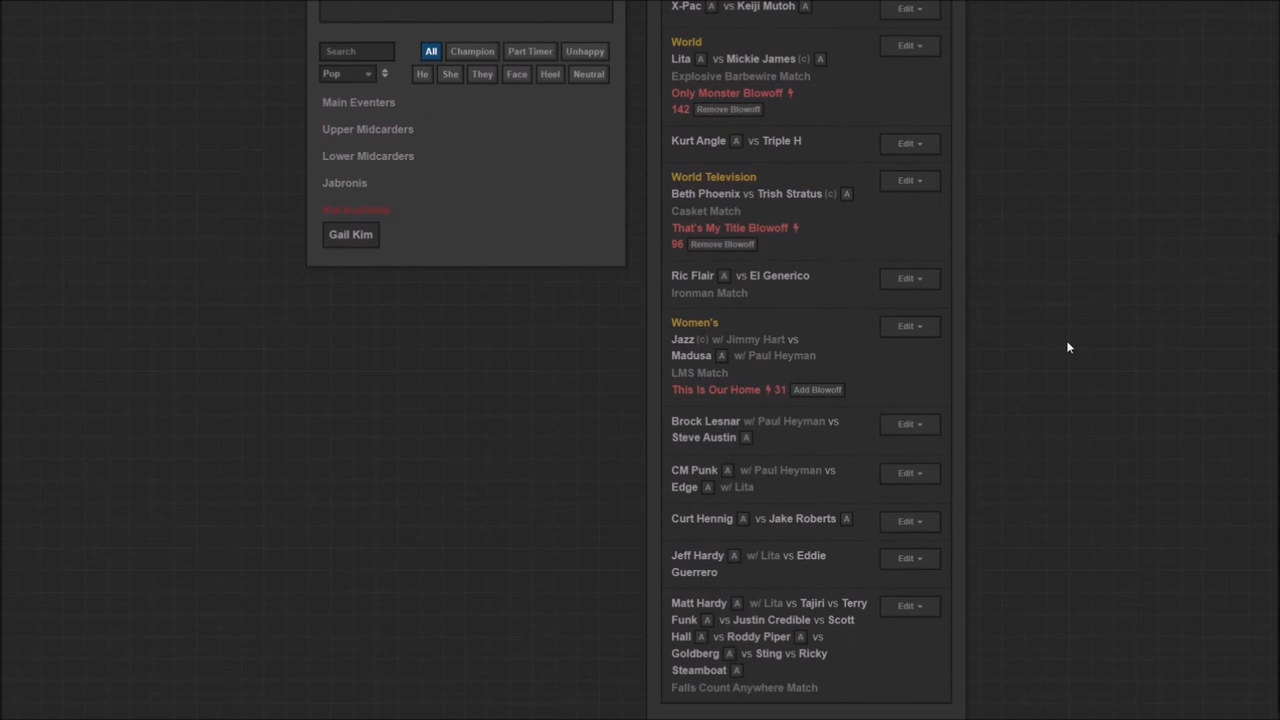 Search
All
Champion
Part Timer
Unhappy
Pop
He
She
They
Face
Heel
Neutral
Main Eventers
Upper Midcarders
Lower Midcarders
Jabronis
Gail Kim
X-Pac A vs Keiji Mutoh A
Edit
World
Lita A vs Mickie James (c) A
Explosive Barbewire Match
Only Monster Blowoff
142 Remove Blowoff
Edit
Kurt Angle A vs Triple H
Edit
World Television
Beth Phoenix vs Trish Stratus (c) A
Casket Match
That's My Title Blowoff
96 Remove Blowoff
Edit
Ric Flair A vs El Generico
Ironman Match
Edit
Women's
Jazz (c) w/ Jimmy Hart vs
Madusa A w/ Paul Heyman
LMS Match
This Is Our Home 31 Add Blowoff
Edit
Brock Lesnar w/ Paul Heyman vs
Steve Austin A
Edit
CM Punk A w/ Paul Heyman vs
Edge A w/ Lita
Edit
Curt Hennig A vs Jake Roberts A
Edit
Jeff Hardy A w/ Lita vs Eddie
Guerrero
Edit
Matt Hardy A w/ Lita vs Tajiri vs Terry
Funk A vs Justin Credible vs Scott
Hall A vs Roddy Piper A vs
Goldberg A vs Sting vs Ricky
Steamboat A
Falls Count Anywhere Match
Edit